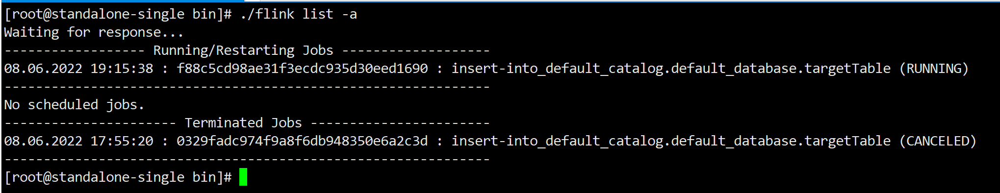 [root@standalone-single bin]# ./flink list -a
Waiting for response...
------------------ Running/Restarting Jobs -------------------
08.06.2022 19:15:38 : f88c5cd98ae31f3ecdc935d30eed1690 : insert-into_default_catalog.default_database.targetTable (RUNNING)
--------------------------------------------------------------
No scheduled jobs.
---------------------- Terminated Jobs -----------------------
08.06.2022 17:55:20 : 0329fadc974f9a8f6db948350e6a2c3d : insert-into_default_catalog.default_database.targetTable (CANCELED)
--------------------------------------------------------------
[root@standalone-single bin]#